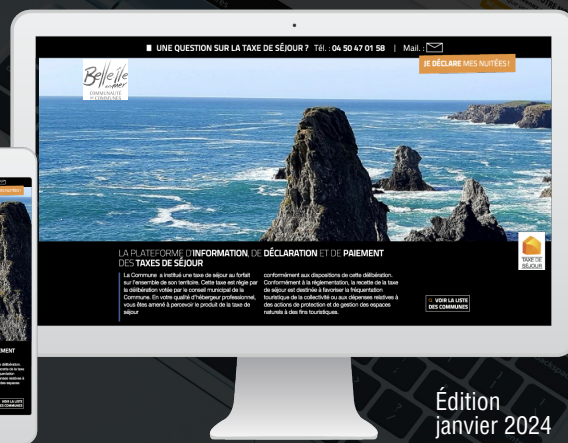 UNE QUESTION SUR LA TAXE DE SÉJOUR ? Tél. : 04 50 47 01 58 | Mail. :
JE DÉCLARE MES NUITÉES !
Belle île
en mer
COMMUNAUTÉ
DE COMMUNES
LA PLATEFORME D'INFORMATION, DE DÉCLARATION ET DE PAIEMENT
DES TAXES DE SÉJOUR
La Commune a institué une taxe de séjour au forfait
sur l'ensemble de son territoire. Cette taxe est régie par
la délibération votée par le conseil municipal de la
Commune. En votre qualité d'hébergeur professionnel,
vous êtes amené à percevoir le produit de la taxe de
séjour
conformément aux dispositions de cette délibération.
Conformément à la réglementation, la recette de la taxe
de séjour est destinée à favoriser la fréquentation
touristique de la collectivité ou aux dépenses relatives à
des actions de protection et de gestion des espaces
naturels à des fins touristiques.
TAXE DE
SÉJOUR
VOIR LA LISTE
DES COMMUNES
VOIR LA LISTE
DES COMMUNES
Édition
janvier 2024